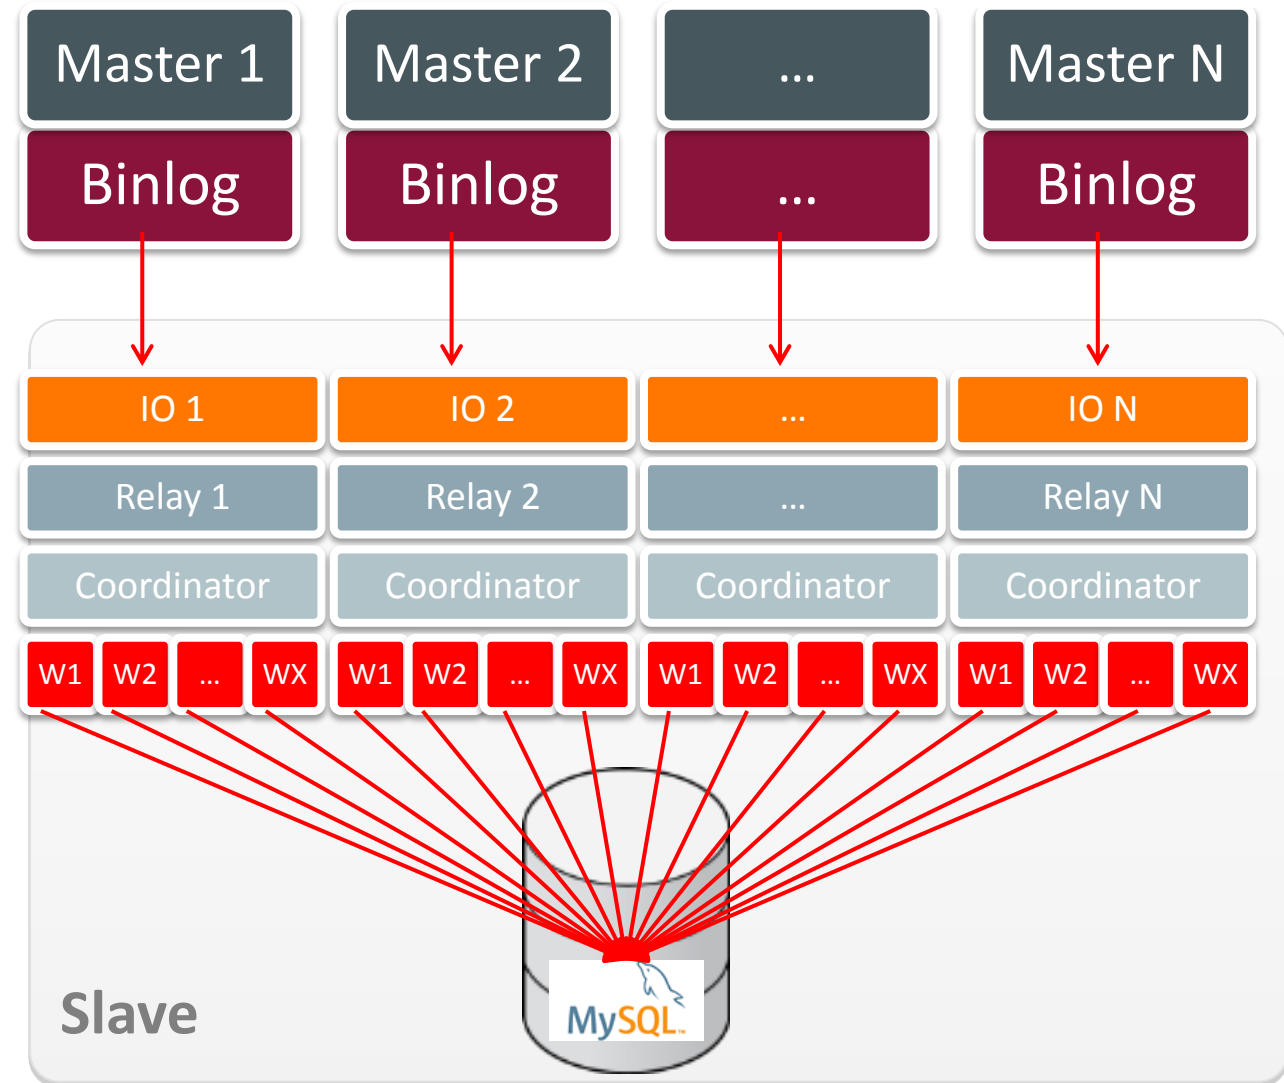 Master 1 Master 2 ... Master N
Binlog Binlog ... Binlog
IO 1 IO 2 ... IO N
Relay 1 Relay 2 ... Relay N
Coordinator Coordinator Coordinator Coordinator
W1 W2 ... WX W1 W2 ... WX W1 W2 ... WX W1 W2 ... WX
Slave
MySQL™